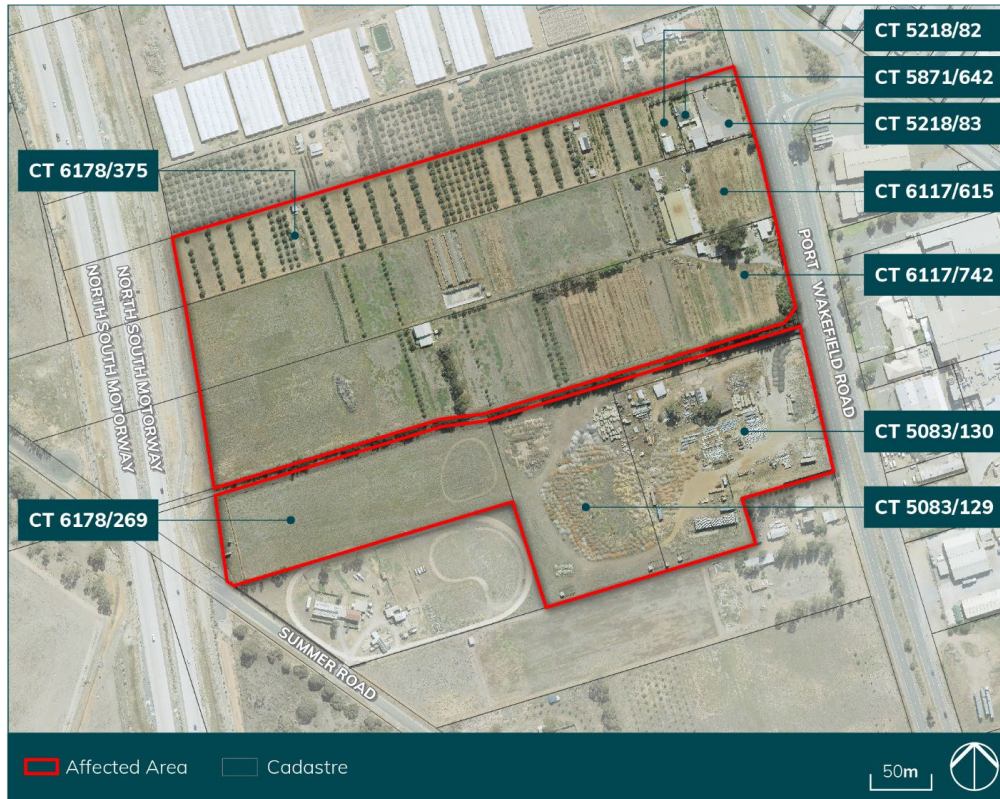 CT 5218/82
CT 5871/642
CT 5218/83
CT 6178/375
CT 6117/615
CT 6117/742
NORTH SOUTH MOTORWAY
NORTH SOUTH MOTORWAY
PORT WAKEFIELD ROAD
CT 5083/130
CT 5083/129
CT 6178/269
SUMMER ROAD
Affected Area
Cadastre
50m